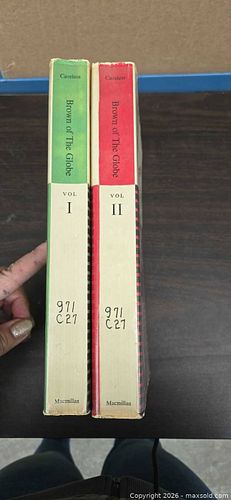 Careless
Brown of The Globe
VOL
I
971
C27
Macmillan
Careless
Brown of The Globe
VOL
II
971
C27
Macmillan
Copyright © 2026 - maxsold.com